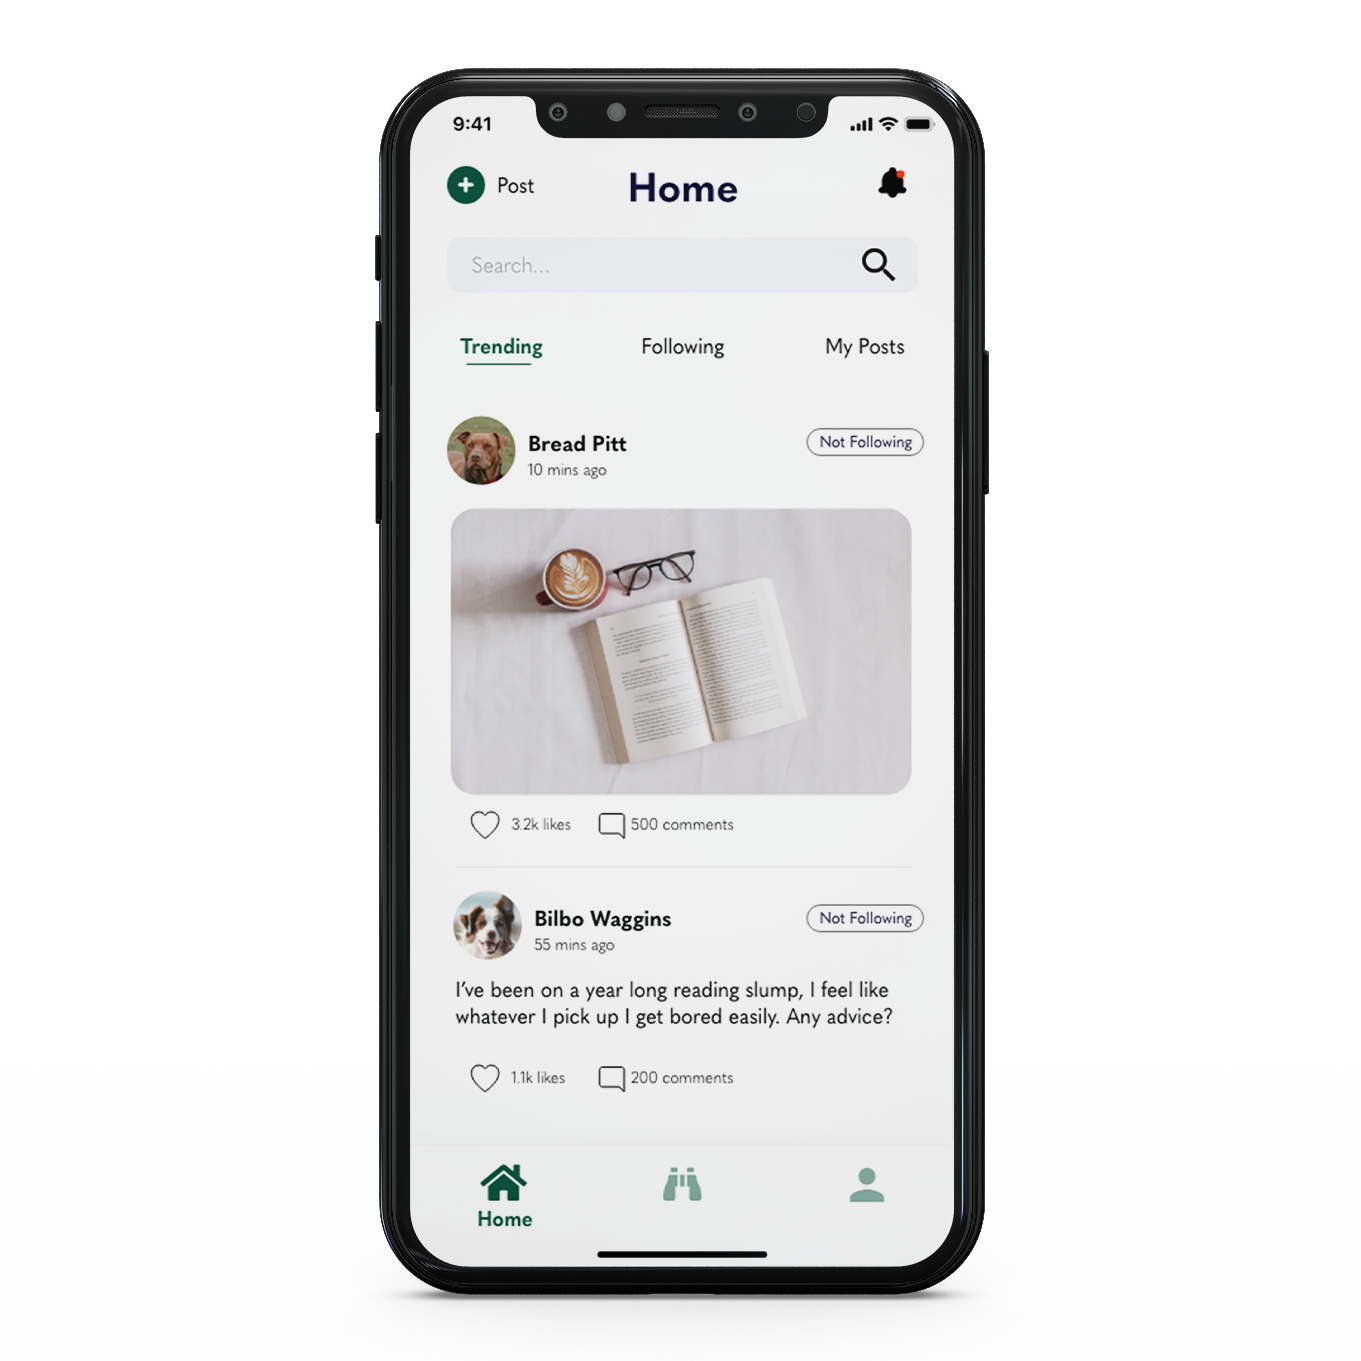 9:41
Post
Home
Search...
Trending
Following
My Posts
Bread Pitt
Not Following
10 mins ago
3.2k likes
500 comments
Bilbo Waggins
Not Following
55 mins ago
I've been on a year long reading slump, I feel like
whatever I pick up I get bored easily. Any advice?
1.1k likes
200 comments
Home